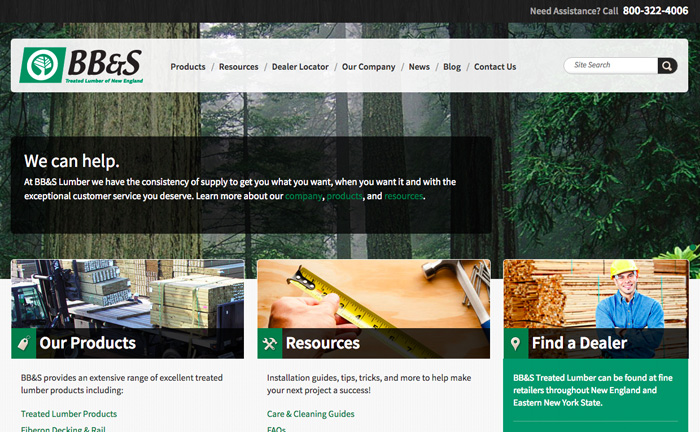 Need Assistance? Call 800-322-4006
BB&S
Treated Lumber of New England
Products / Resources / Dealer Locator / Our Company / News / Blog / Contact Us
Site Search
We can help.
At BB&S Lumber we have the consistency of supply to get you what you want, when you want it and with the
exceptional customer service you deserve. Learn more about our company, products, and resources.
Our Products
BB&S provides an extensive range of excellent treated
lumber products including:
Treated Lumber Products
Fiberon Decking & Rail
Resources
Installation guides, tips, tricks, and more to help make
your next project a success!
Care & Cleaning Guides
FAQs
Find a Dealer
BB&S Treated Lumber can be found at fine
retailers throughout New England and
Eastern New York State.